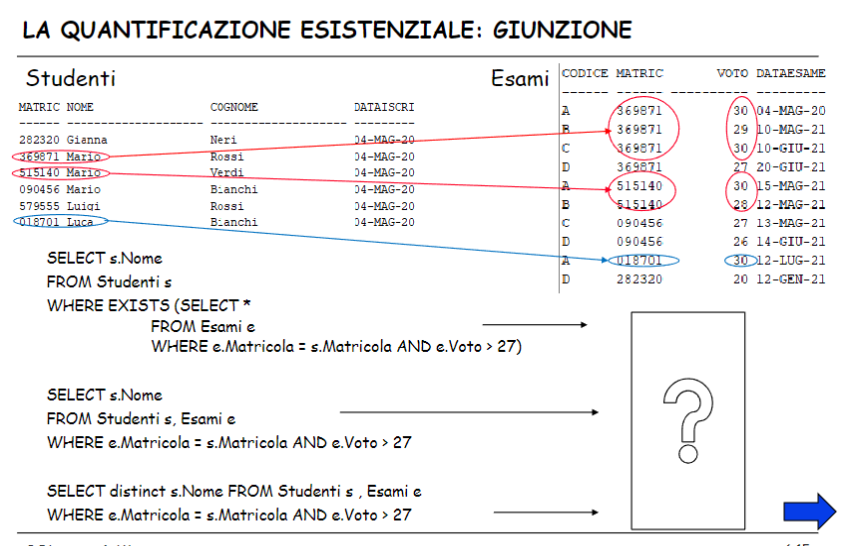 LA QUANTIFICAZIONE ESISTENZIALE: GIUNZIONE
Studenti
MATRIC NOME COGNOME DATAISCRI
------ -------------------- -------------------- ---------
282320 Gianna Neri 04-MAG-20
369871 Mario Rossi 04-MAG-20
515140 Mario Verdi 04-MAG-20
090456 Mario Bianchi 04-MAG-20
579555 Luigi Rossi 04-MAG-20
018701 Luca Bianchi 04-MAG-20
Esami
CODICE MATRIC VOTO DATAESAME
------ ------ ---------- ---------
A 369871 30 04-MAG-20
B 369871 29 10-MAG-21
C 369871 30 10-GIU-21
D 369871 27 20-GIU-21
A 515140 30 15-MAG-21
B 515140 28 12-MAG-21
C 090456 27 13-MAG-21
D 090456 26 14-GIU-21
A 018701 30 12-LUG-21
D 282320 20 12-GEN-21
SELECT s.Nome
FROM Studenti s
WHERE EXISTS (SELECT *
FROM Esami e
WHERE e.Matricola = s.Matricola AND e.Voto > 27)
SELECT s.Nome
FROM Studenti s, Esami e
WHERE e.Matricola = s.Matricola AND e.Voto > 27
SELECT distinct s.Nome FROM Studenti s , Esami e
WHERE e.Matricola = s.Matricola AND e.Voto > 27
?